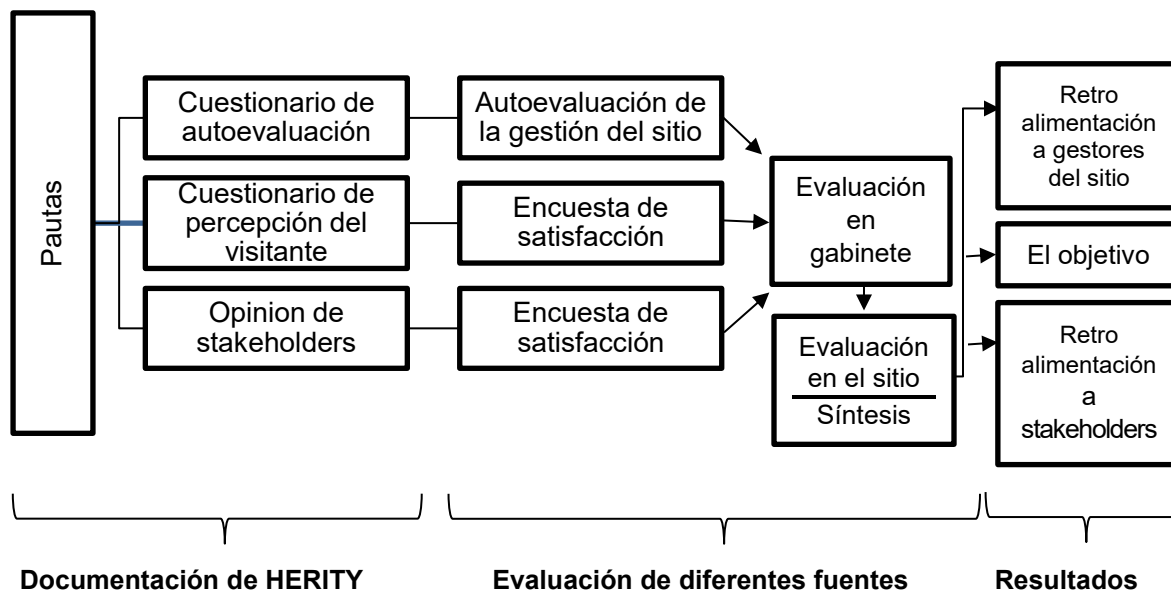 Pautas
Cuestionario de
autoevaluación
Cuestionario de
percepción del
visitante
Opinion de
stakeholders
Autoevaluación de
la gestión del sitio
Encuesta de
satisfacción
Encuesta de
satisfacción
Evaluación
en
gabinete
Evaluación
en el sitio
Síntesis
Retro
alimentación
a gestores
del sitio
El objetivo
Retro
alimentación
a
stakeholders
Documentación de HERITY
Evaluación de diferentes fuentes
Resultados